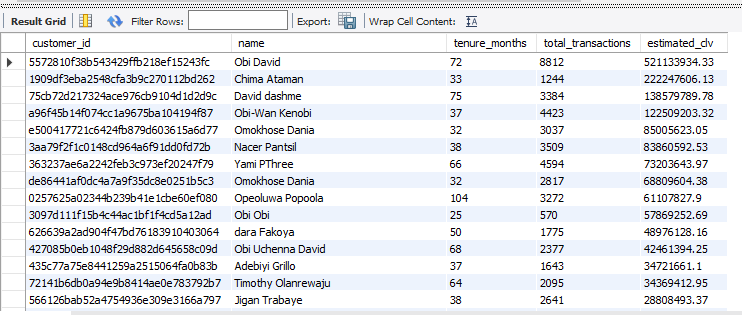 Result Grid Filter Rows: Export: Wrap Cell Content:
customer_id name tenure_months total_transactions estimated_clv
5572810f38b543429ffb218ef15243fc Obi David 72 8812 521133934.33
1909df3eba2548cfa3b9c270112bd262 Chima Ataman 33 1244 222247606.13
75cb72d217324ace976cb9104d1d2d9c David dashme 75 3384 138579789.78
a96f45b14f074cc1a9675ba104194f87 Obi-Wan Kenobi 37 4423 122509203.32
e500417721c6424fb879d603615a6d77 Omokhose Dania 32 3037 85005623.05
3aa79f2f1c0148cd964a6f91dd0fd72b Nacer Pantsil 38 3509 83860592.53
363237ae6a2242feb3c973ef20247f79 Yami PThree 66 4594 73203643.97
de86441af0dc4a7a9f35dc8e0251b5c3 Omokhose Dania 32 2817 68809604.38
0257625a02344b239b41e1cbe60ef080 Opeoluwa Popoola 104 3272 61107827.9
3097d111f15b4c44ac1bf1f4cd5a12ad Obi Obi 25 570 57869252.69
626639a2ad904f47bd76183910403064 dara Fakoya 50 1775 48976128.16
427085b0eb1048f29d882d645658c09d Obi Uchenna David 68 2377 42461394.25
435c77a75e8441259a2515064fa0b83b Adebiyi Grillo 37 1643 34721661.1
72141b6db0a94e9b8414ae0e783792b7 Timothy Olanrewaju 64 2095 34369412.95
566126bab52a4754936e309e3166a797 Jigan Trabaye 38 2641 28808493.37